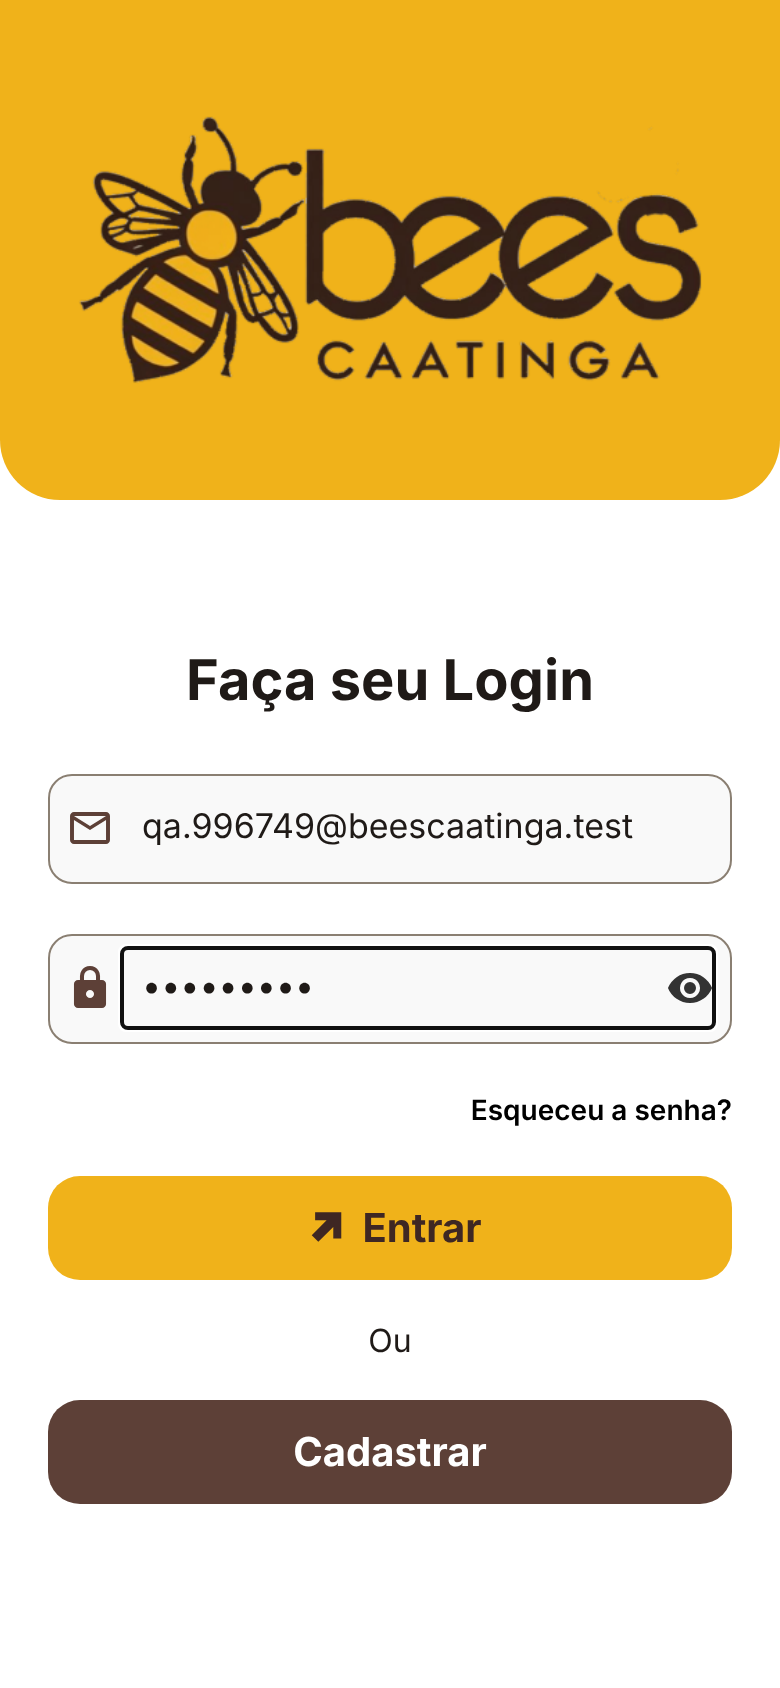 bees
CAATINGA
Faça seu Login
qa.996749@beescaatinga.test
•••••••••
Esqueceu a senha?
Entrar
Ou
Cadastrar